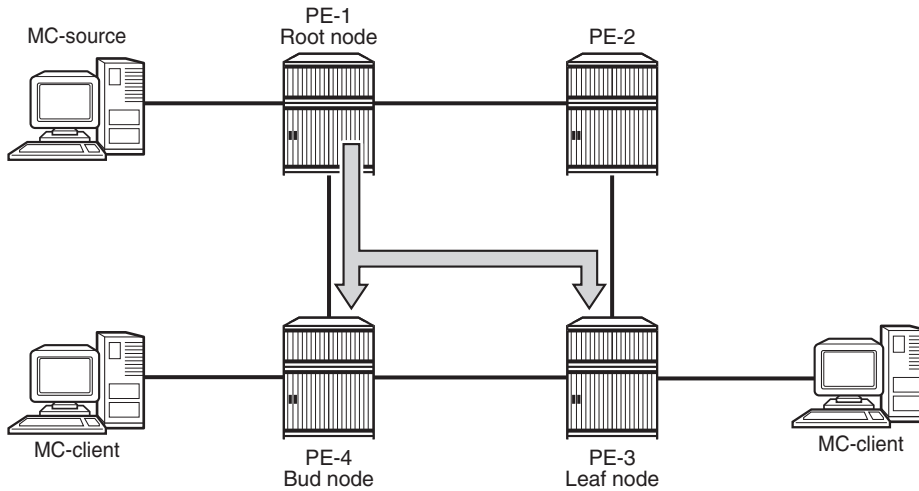 MC-source
PE-1
Root node
PE-2
MC-client
PE-4
Bud node
PE-3
Leaf node
MC-client